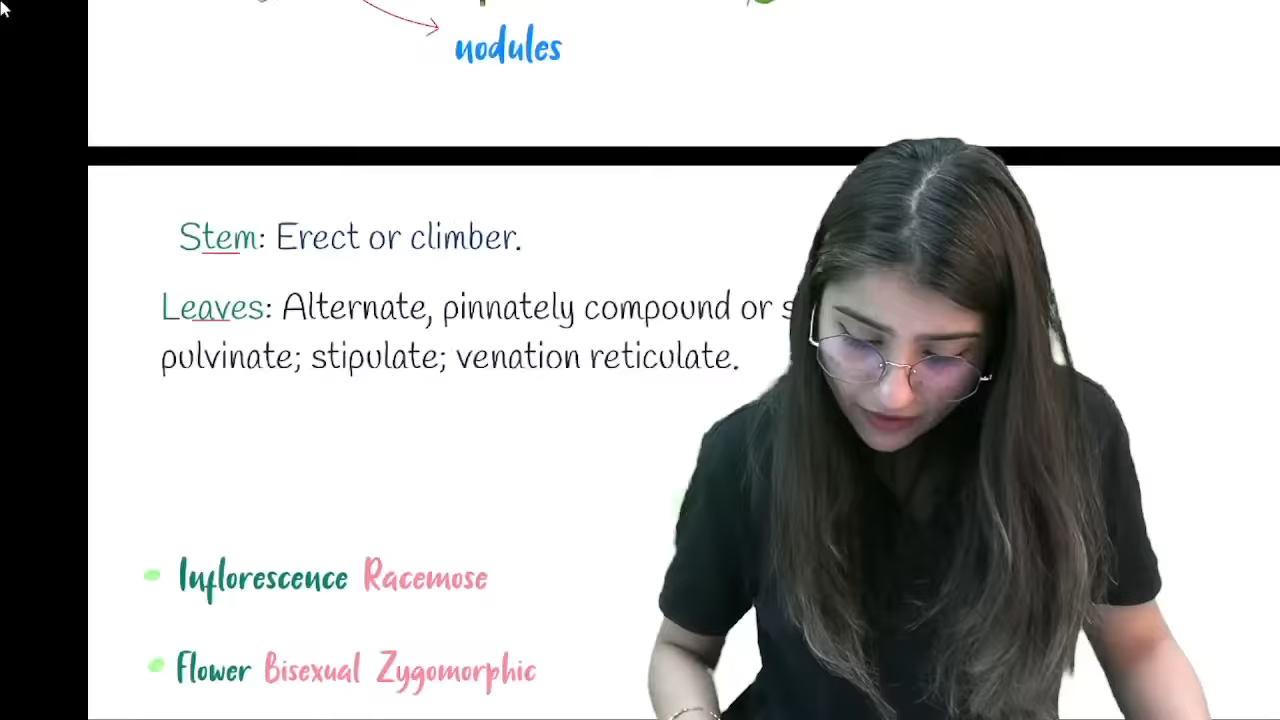 nodules
Stem: Erect or climber.
Leaves: Alternate, pinnately compound or
pulvinate; stipulate; venation reticulate.
Inflorescence Racemose
Flower Bisexual Zygomorphic